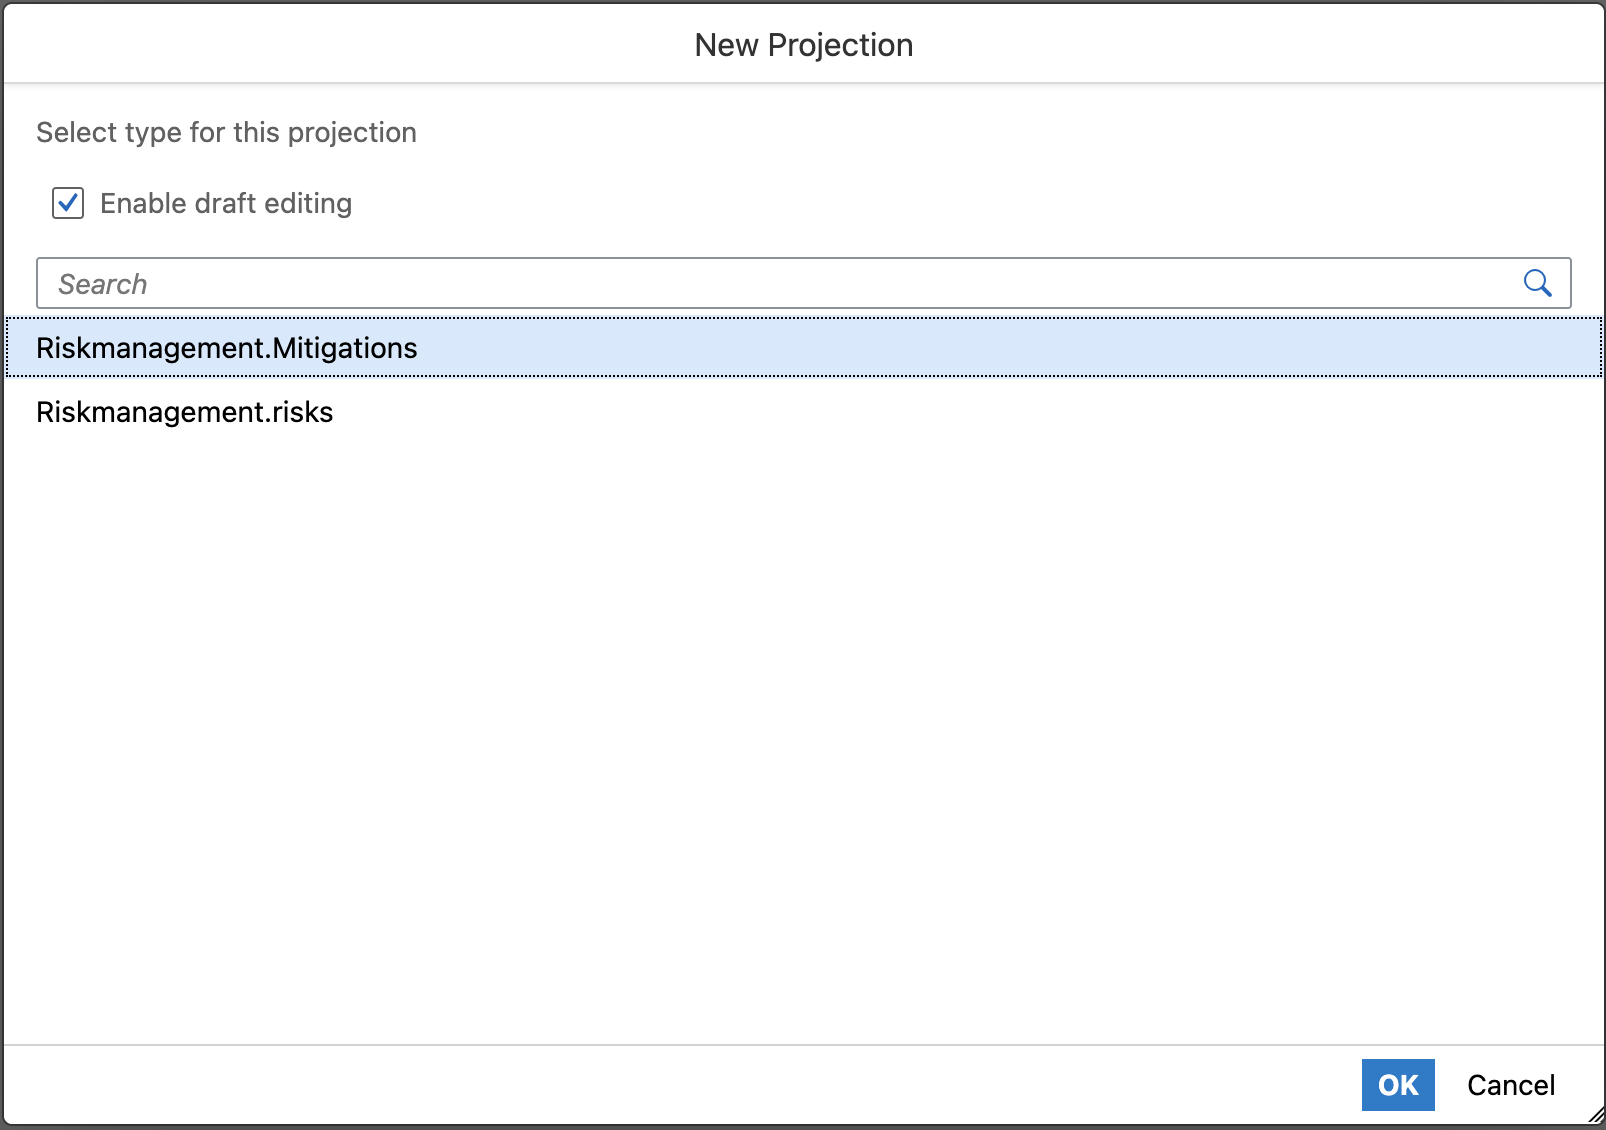 New Projection
Select type for this projection
Enable draft editing
Search
Riskmanagement.Mitigations
Riskmanagement.risks
OK Cancel